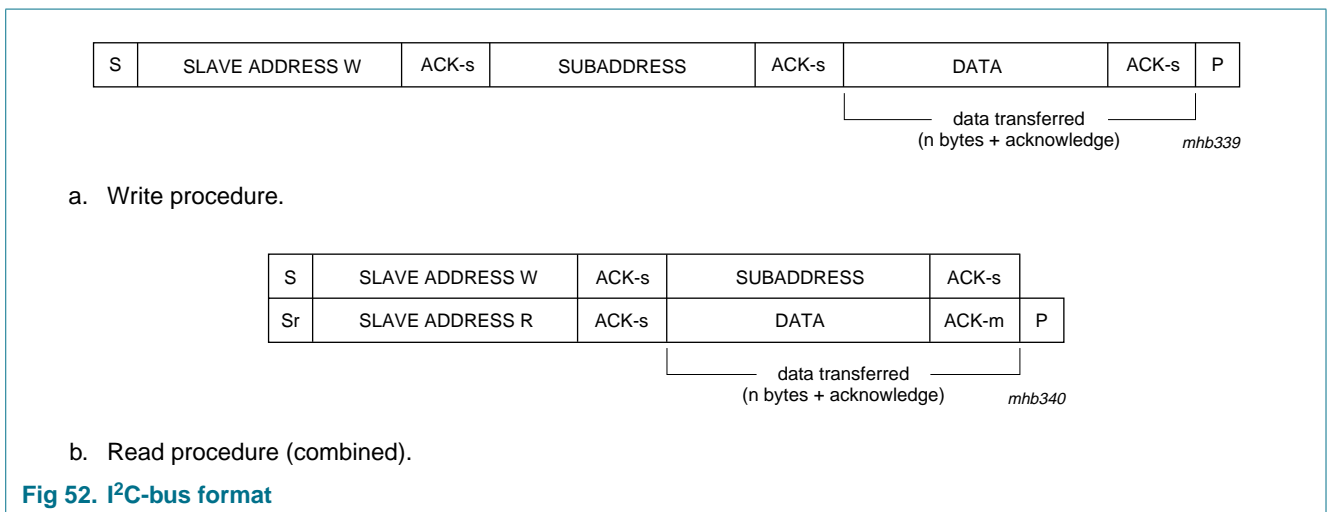 S SLAVE ADDRESS W ACK-s SUBADDRESS ACK-s DATA ACK-s P
data transferred
(n bytes + acknowledge)
mhb339
a. Write procedure.
S SLAVE ADDRESS W ACK-s SUBADDRESS ACK-s
Sr SLAVE ADDRESS R ACK-s DATA ACK-m P
data transferred
(n bytes + acknowledge)
mhb340
b. Read procedure (combined).
Fig 52. I²C-bus format